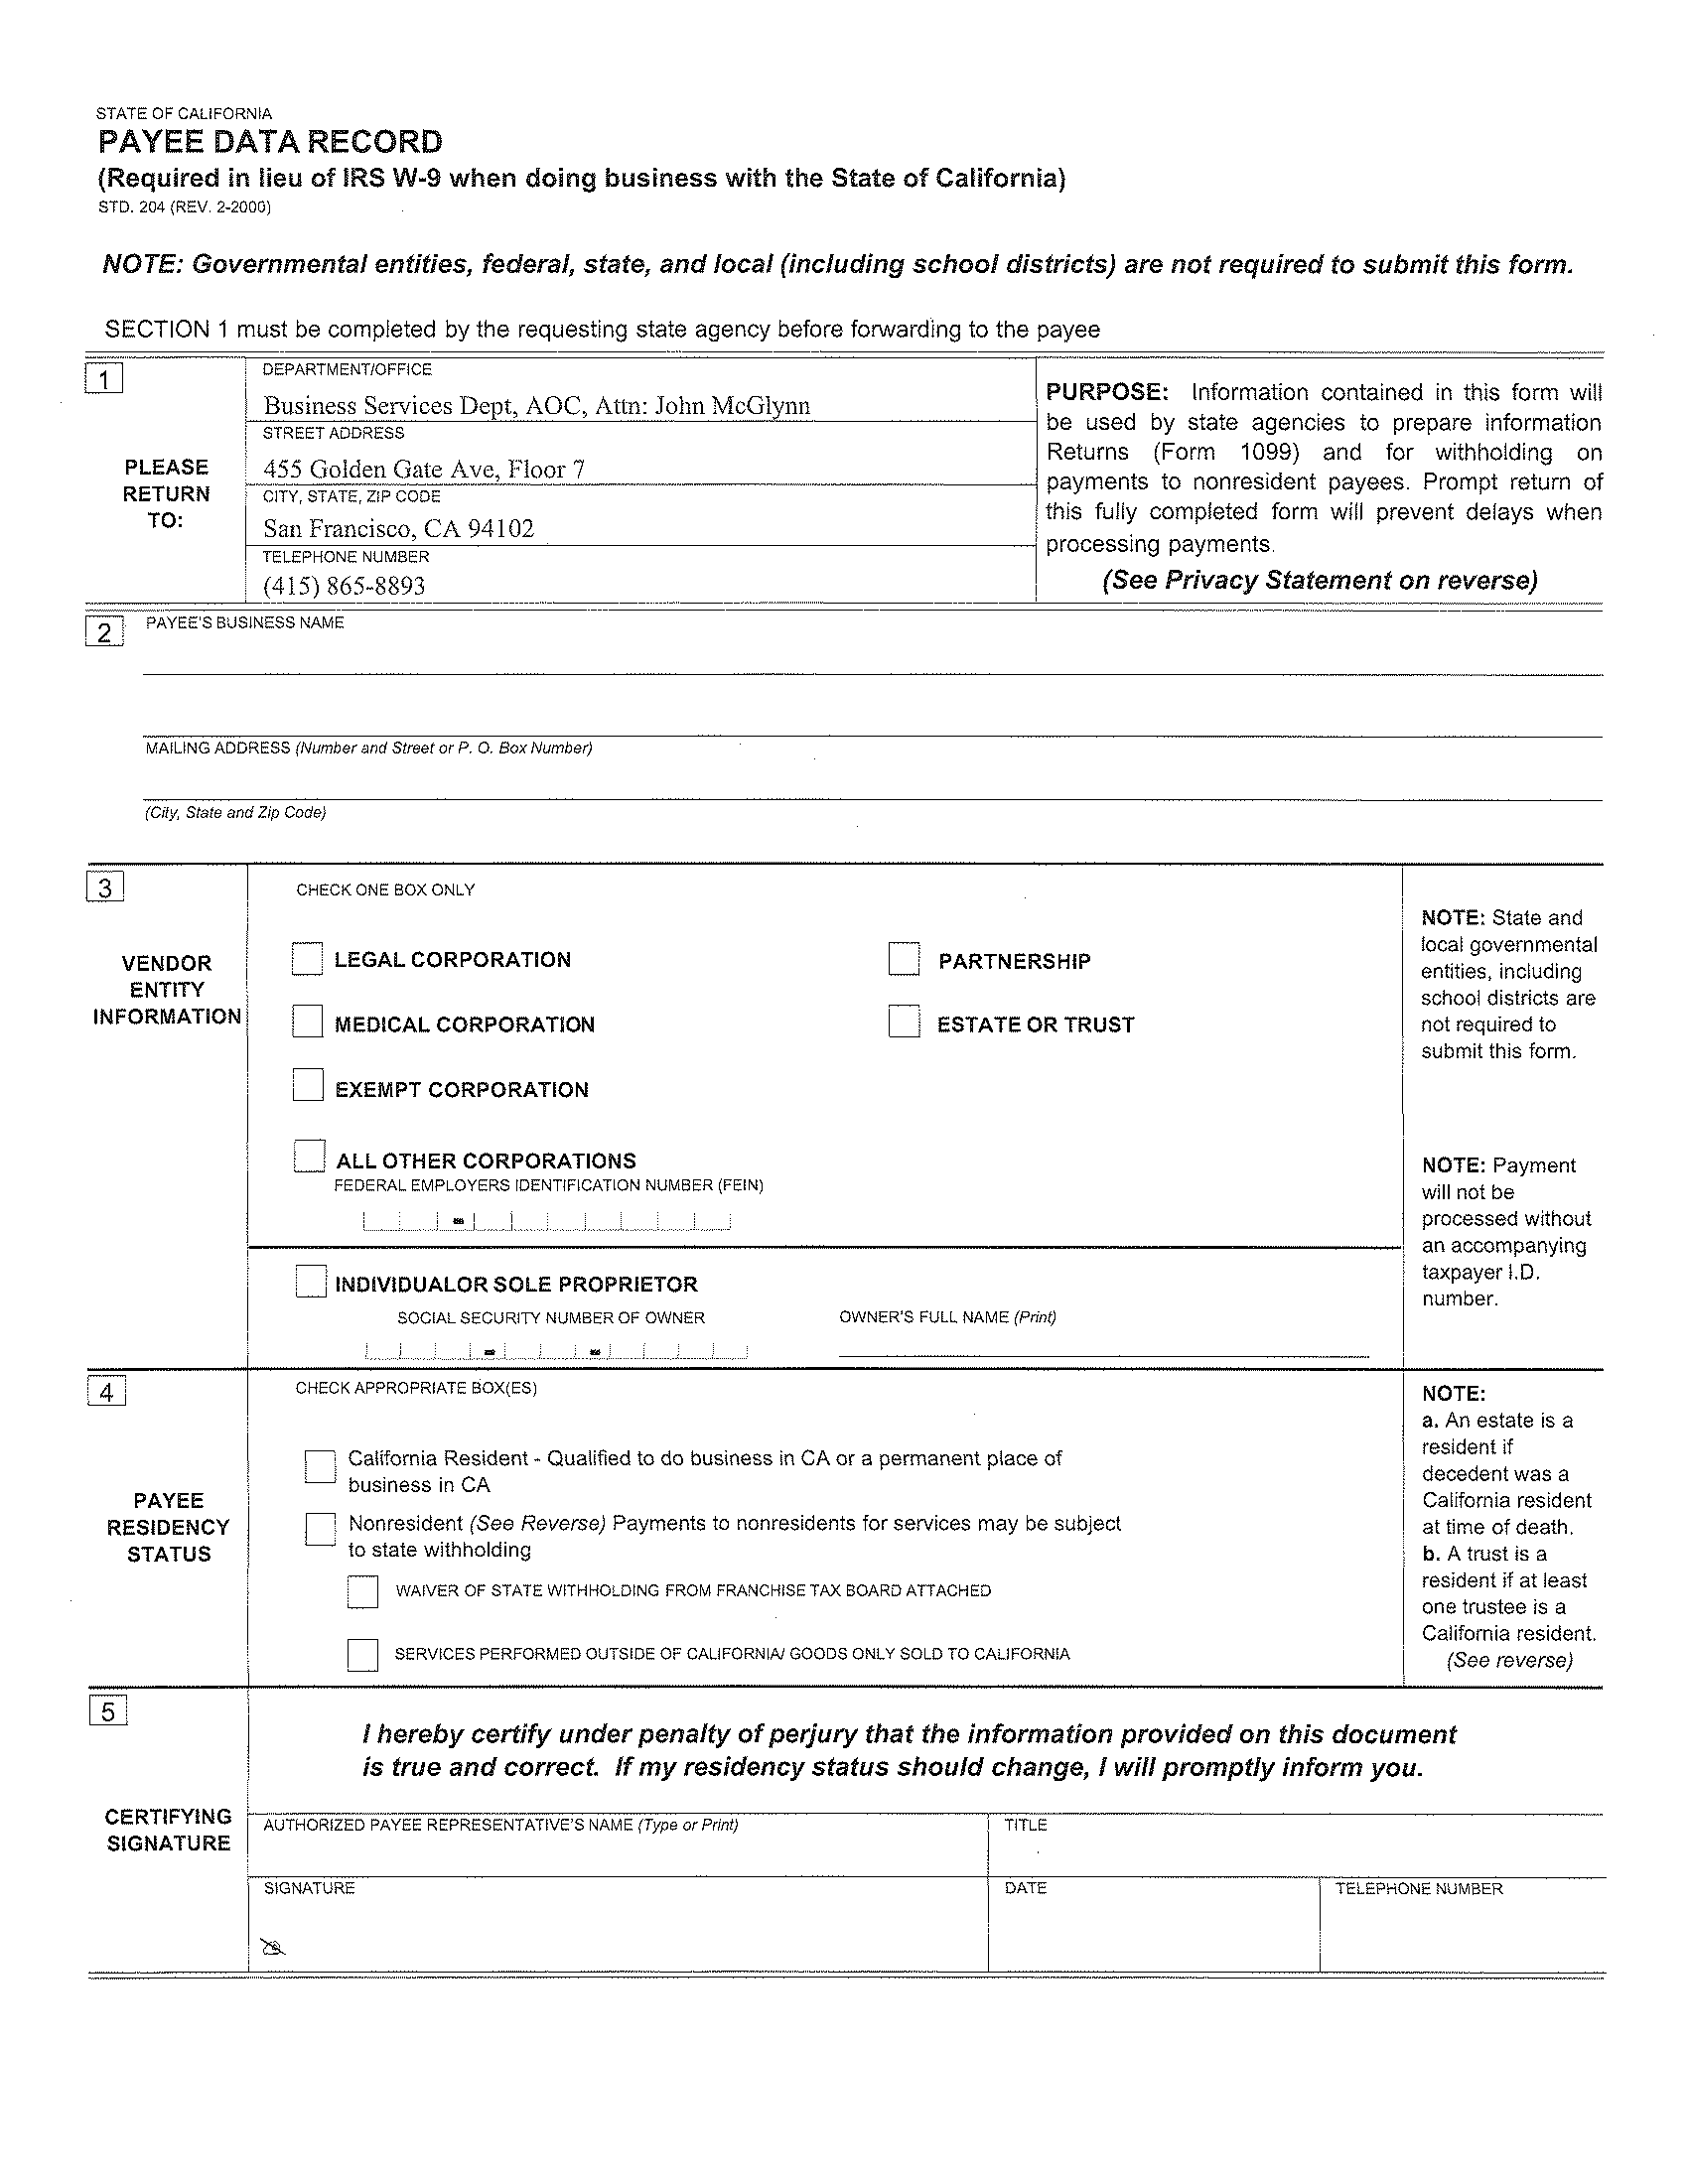 STATE OF CALIFORNIA
PAYEE DATA RECORD
(Required in lieu of IRS W-9 when doing business with the State of California)
STD. 204 (REV. 2-2000)
NOTE: Governmental entities, federal, state, and local (including school districts) are not required to submit this form.
SECTION 1 must be completed by the requesting state agency before forwarding to the payee
1
PLEASE
RETURN
TO:
DEPARTMENT/OFFICE
Business Services Dept, AOC, Attn: John McGlynn
STREET ADDRESS
455 Golden Gate Ave, Floor 7
CITY, STATE, ZIP CODE
San Francisco, CA 94102
TELEPHONE NUMBER
(415) 865-8893
PURPOSE: Information contained in this form will
be used by state agencies to prepare information
Returns (Form 1099) and for withholding on
payments to nonresident payees. Prompt return of
this fully completed form will prevent delays when
processing payments.
(See Privacy Statement on reverse)
2
PAYEE'S BUSINESS NAME
MAILING ADDRESS (Number and Street or P. O. Box Number)
(City, State and Zip Code)
3
VENDOR
ENTITY
INFORMATION
CHECK ONE BOX ONLY
LEGAL CORPORATION
PARTNERSHIP
MEDICAL CORPORATION
ESTATE OR TRUST
EXEMPT CORPORATION
ALL OTHER CORPORATIONS
FEDERAL EMPLOYERS IDENTIFICATION NUMBER (FEIN)
-
INDIVIDUALOR SOLE PROPRIETOR
SOCIAL SECURITY NUMBER OF OWNER
OWNER'S FULL NAME (Print)
- -
NOTE: State and
local governmental
entities, including
school districts are
not required to
submit this form.
NOTE: Payment
will not be
processed without
an accompanying
taxpayer I.D.
number.
4
PAYEE
RESIDENCY
STATUS
CHECK APPROPRIATE BOX(ES)
California Resident - Qualified to do business in CA or a permanent place of
business in CA
Nonresident (See Reverse) Payments to nonresidents for services may be subject
to state withholding
WAIVER OF STATE WITHHOLDING FROM FRANCHISE TAX BOARD ATTACHED
SERVICES PERFORMED OUTSIDE OF CALIFORNIA/ GOODS ONLY SOLD TO CALIFORNIA
NOTE:
a. An estate is a
resident if
decedent was a
California resident
at time of death.
b. A trust is a
resident if at least
one trustee is a
California resident.
(See reverse)
5
CERTIFYING
SIGNATURE
I hereby certify under penalty of perjury that the information provided on this document
is true and correct. If my residency status should change, I will promptly inform you.
AUTHORIZED PAYEE REPRESENTATIVE'S NAME (Type or Print)
TITLE
SIGNATURE
DATE
TELEPHONE NUMBER